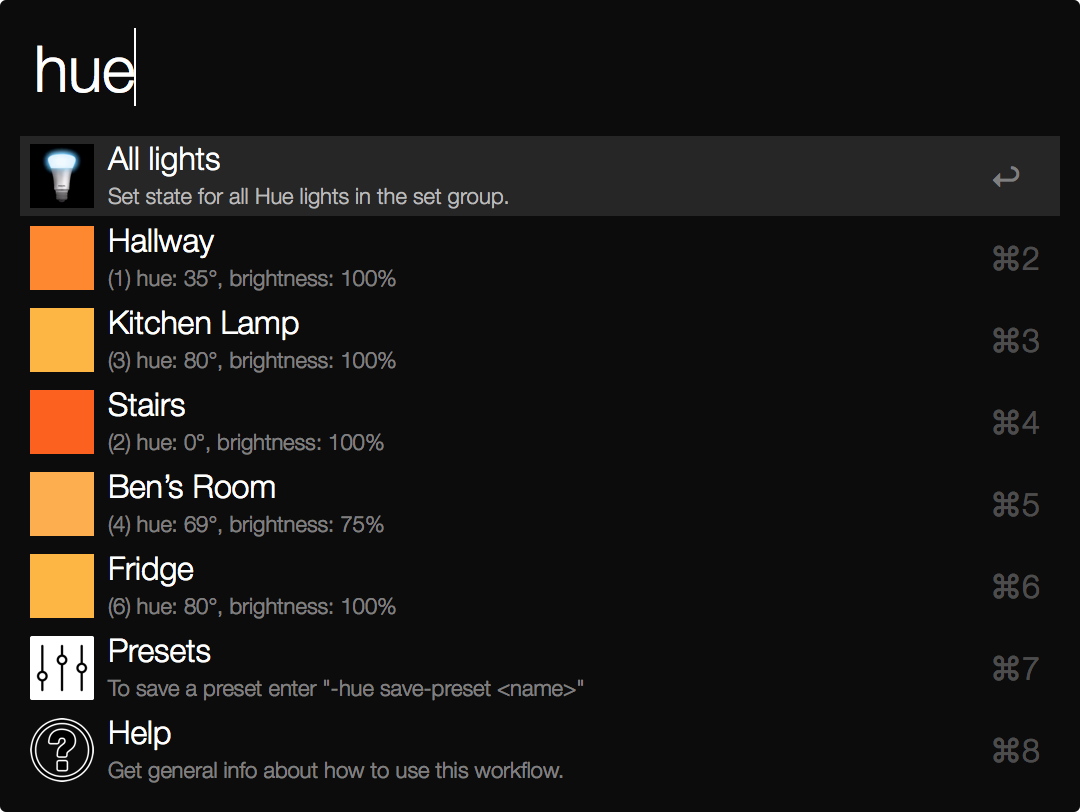 hue
All lights
Set state for all Hue lights in the set group.
Hallway
(1) hue: 35°, brightness: 100%
⌘2
Kitchen Lamp
(3) hue: 80°, brightness: 100%
⌘3
Stairs
(2) hue: 0°, brightness: 100%
⌘4
Ben’s Room
(4) hue: 69°, brightness: 75%
⌘5
Fridge
(6) hue: 80°, brightness: 100%
⌘6
Presets
To save a preset enter "-hue save-preset <name>"
⌘7
Help
Get general info about how to use this workflow.
⌘8